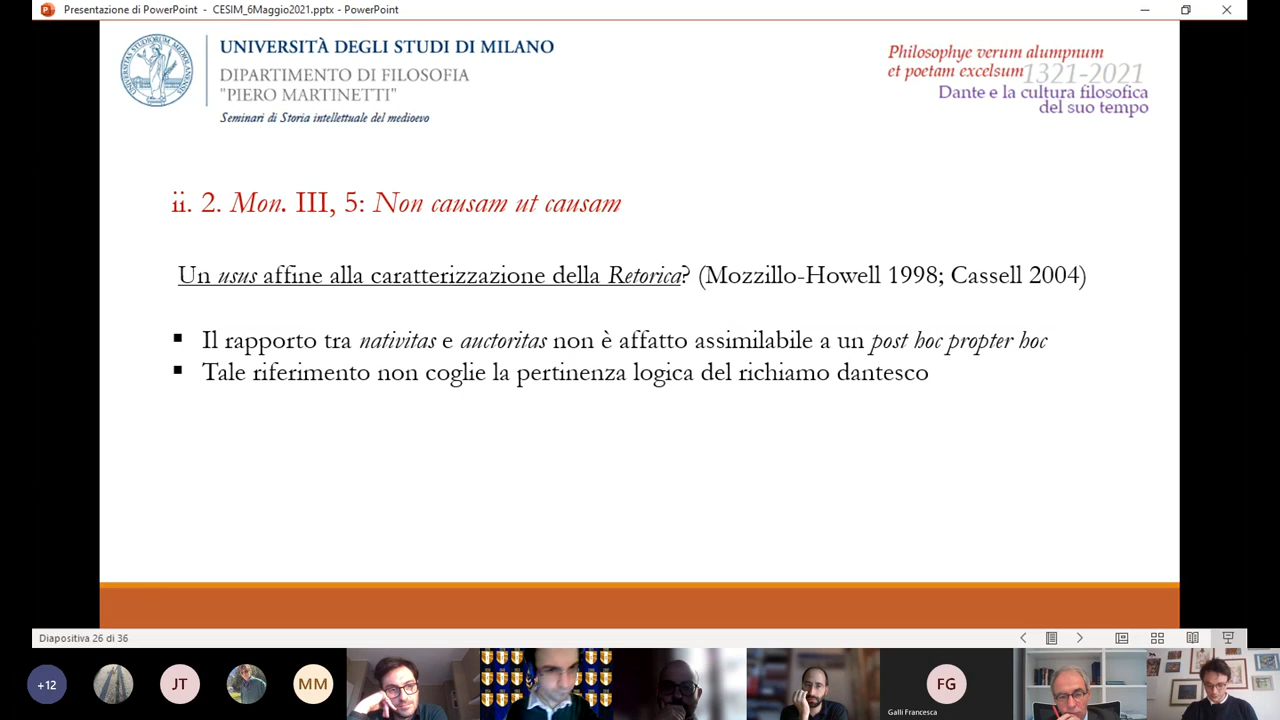 Presentazione di PowerPoint - CESIM_6Maggio2021.pptx - PowerPoint
UNIVERSITÀ DEGLI STUDI DI MILANO
DIPARTIMENTO DI FILOSOFIA
"PIERO MARTINETTI"
Seminari di Storia intellettuale del medioevo
Philosophye verum alumpnum
et poetam excelsum 1321-2021
Dante e la cultura filosofica
del suo tempo
ii. 2. Mon. III, 5: Non causam ut causam
Un usus affine alla caratterizzazione della Retorica? (Mozzillo-Howell 1998; Cassell 2004)
▪ Il rapporto tra nativitas e auctoritas non è affatto assimilabile a un post hoc propter hoc
▪ Tale riferimento non coglie la pertinenza logica del richiamo dantesco
Diapositiva 26 di 36
+12
JT
MM
FG
Galli Francesca